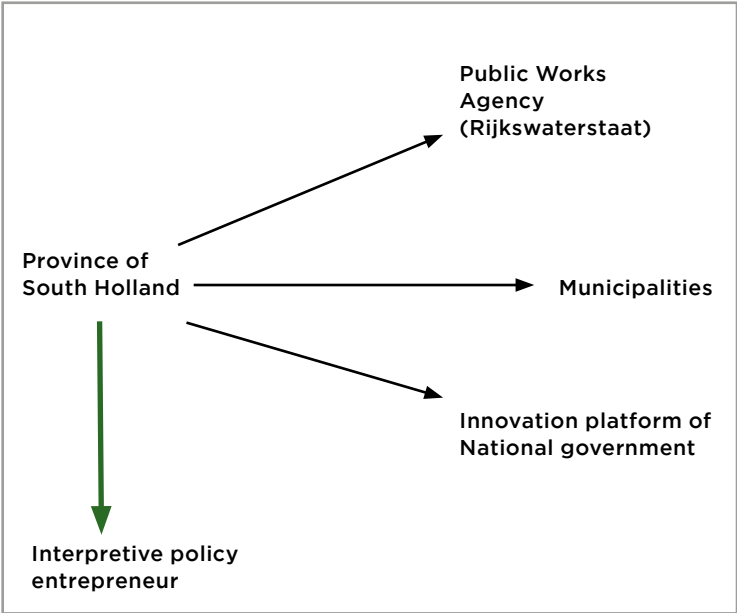 Public Works
Agency
(Rijkswaterstaat)
Province of
South Holland
Municipalities
Innovation platform of
National government
Interpretive policy
entrepreneur